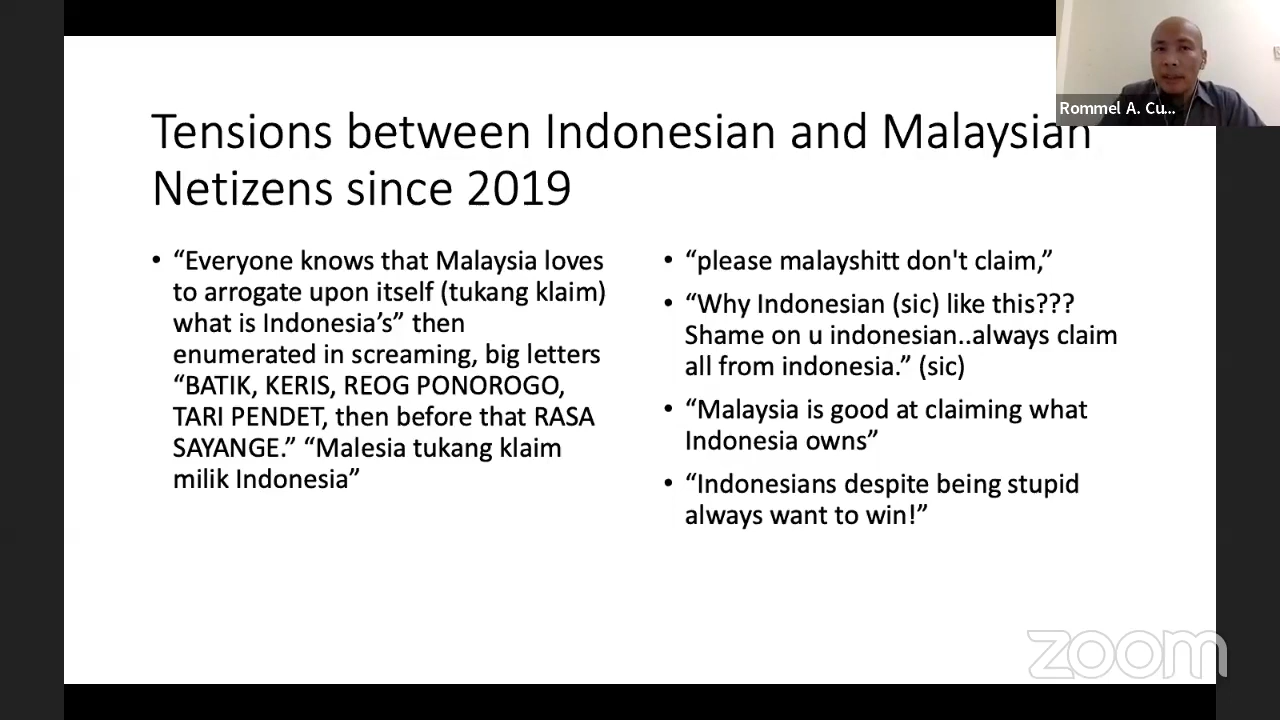 Rommel A. Cu...
Tensions between Indonesian and Malaysian
Netizens since 2019
• “Everyone knows that Malaysia loves
to arrogate upon itself (tukang klaim)
what is Indonesia’s” then
enumerated in screaming, big letters
“BATIK, KERIS, REOG PONOROGO,
TARI PENDET, then before that RASA
SAYANGE.” “Malesia tukang klaim
milik Indonesia”
• “please malayshitt don't claim,”
• “Why Indonesian (sic) like this???
Shame on u indonesian..always claim
all from indonesia.” (sic)
• “Malaysia is good at claiming what
Indonesia owns”
• “Indonesians despite being stupid
always want to win!”
zoom